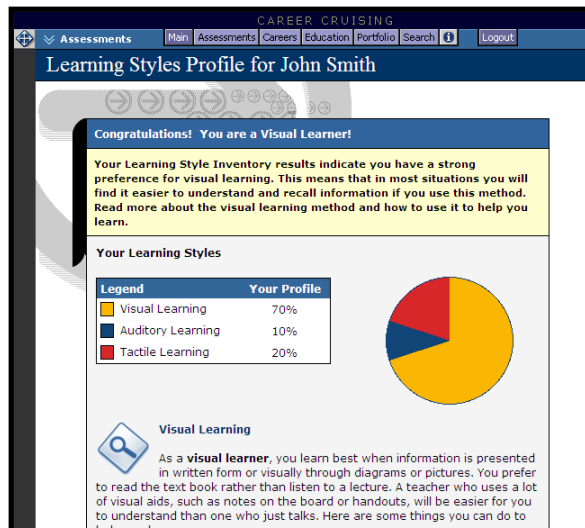 CAREER CRUISING
Assessments Main Assessments Careers Education Portfolio Search i Logout
Learning Styles Profile for John Smith
Congratulations! You are a Visual Learner!
Your Learning Style Inventory results indicate you have a strong
preference for visual learning. This means that in most situations you will
find it easier to understand and recall information if you use this method.
Read more about the visual learning method and how to use it to help you
learn.
Your Learning Styles
Legend Your Profile
Visual Learning 70%
Auditory Learning 10%
Tactile Learning 20%
Visual Learning
As a visual learner, you learn best when information is presented
in written form or visually through diagrams or pictures. You prefer
to read the text book rather than listen to a lecture. A teacher who uses a lot
of visual aids, such as notes on the board or handouts, will be easier for you
to understand than one who just talks. Here are some things you can do to